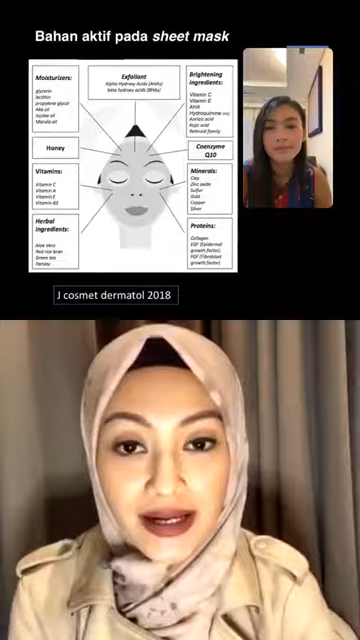 Bahan aktif pada sheet mask
Moisturizers:
glycerin
lecithin
propylene glycol
Aka oil
Jojoba oil
Marula oil
Exfoliant
Alpha Hydroxy Acids (AHAs)
beta hydroxy acids (BHAs)
Brightening
ingredients:
Vitamin C
Vitamin E
AHA
Hydroquinone
Azelaic acid
Kojic acid
Retinoid family
Honey
Coenzyme
Q10
Vitamins:
Vitamin C
Vitamin A
Vitamin E
Vitamin B3
Minerals:
Clay
Zinc oxide
Sulfur
Gold
Copper
Silver
Herbal
ingredients:
Aloe Vera
Red rice bran
Green tea
Parsley
Proteins:
Collagen
EGF (Epidermal
growth factor)
FGF (Fibroblast
growth factor)
J cosmet dermatol 2018